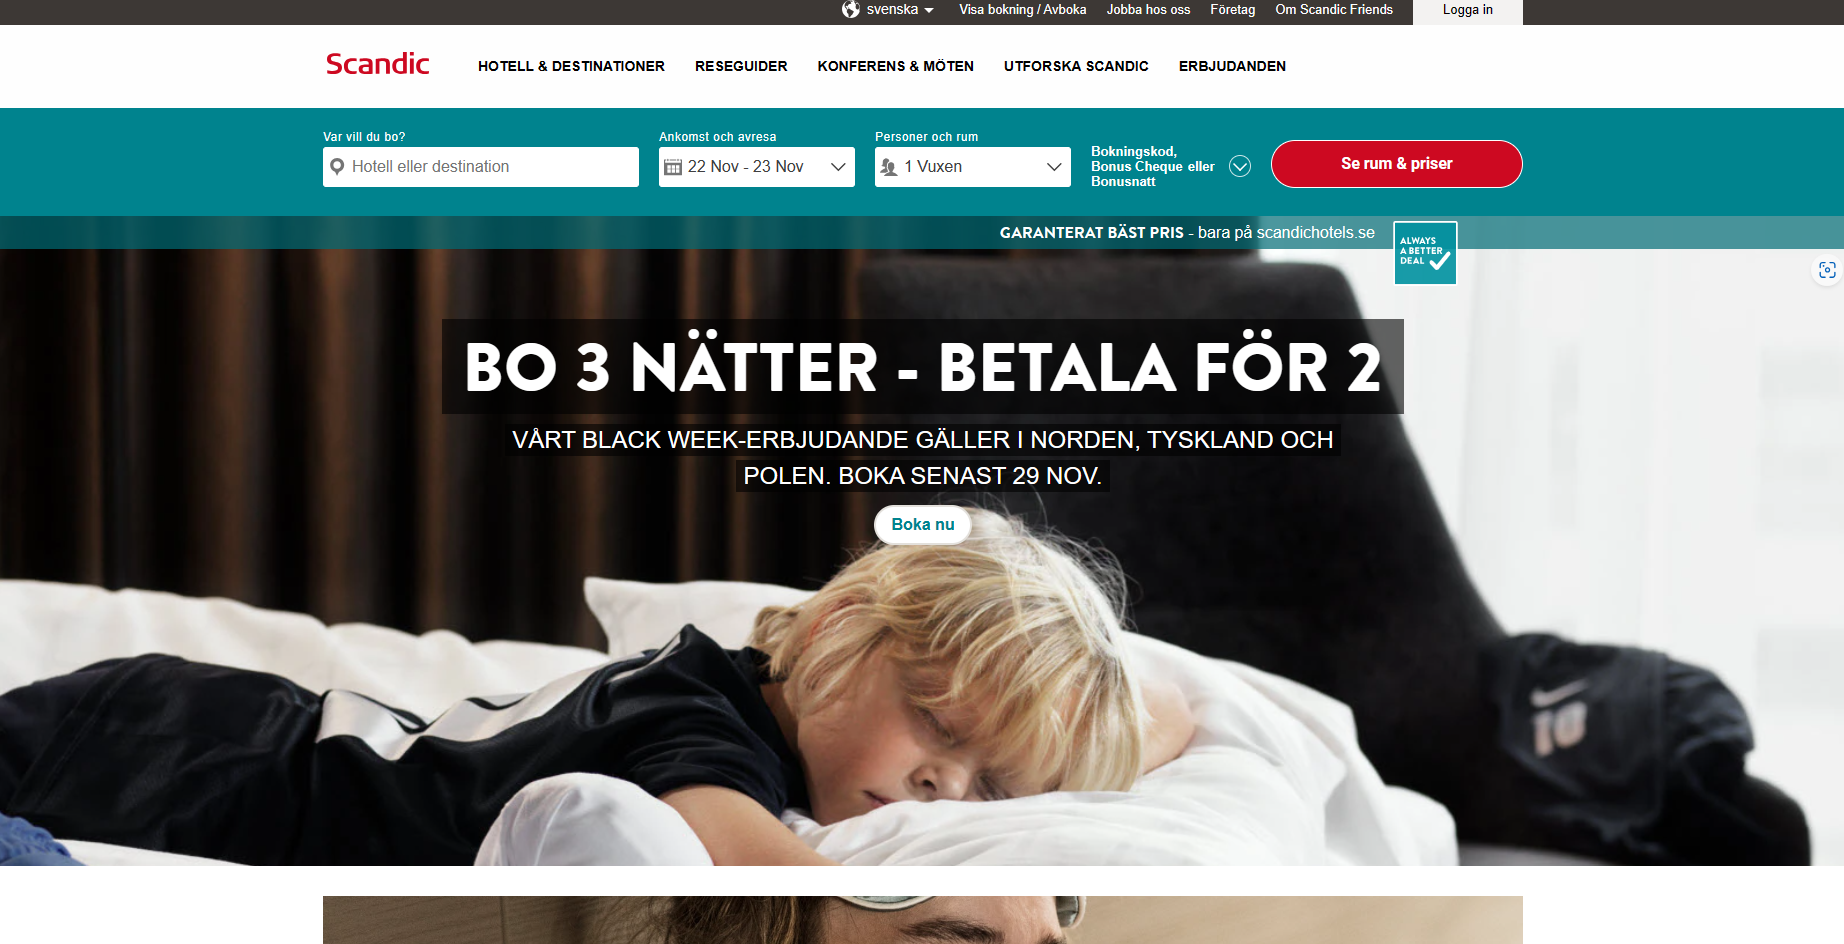 svenska Visa bokning / Avboka Jobba hos oss Företag Om Scandic Friends Logga in
Scandic HOTELL & DESTINATIONER RESEGUIDER KONFERENS & MÖTEN UTFORSKA SCANDIC ERBJUDANDEN
Var vill du bo?
Hotell eller destination
Ankomst och avresa
22 Nov - 23 Nov
Personer och rum
1 Vuxen
Bokningskod,
Bonus Cheque eller
Bonusnatt
Se rum & priser
GARANTERAT BÄST PRIS - bara på scandichotels.se
ALWAYS
A BETTER
DEAL
BO 3 NÄTTER - BETALA FÖR 2
VÅRT BLACK WEEK-ERBJUDANDE GÄLLER I NORDEN, TYSKLAND OCH
POLEN. BOKA SENAST 29 NOV.
Boka nu
10